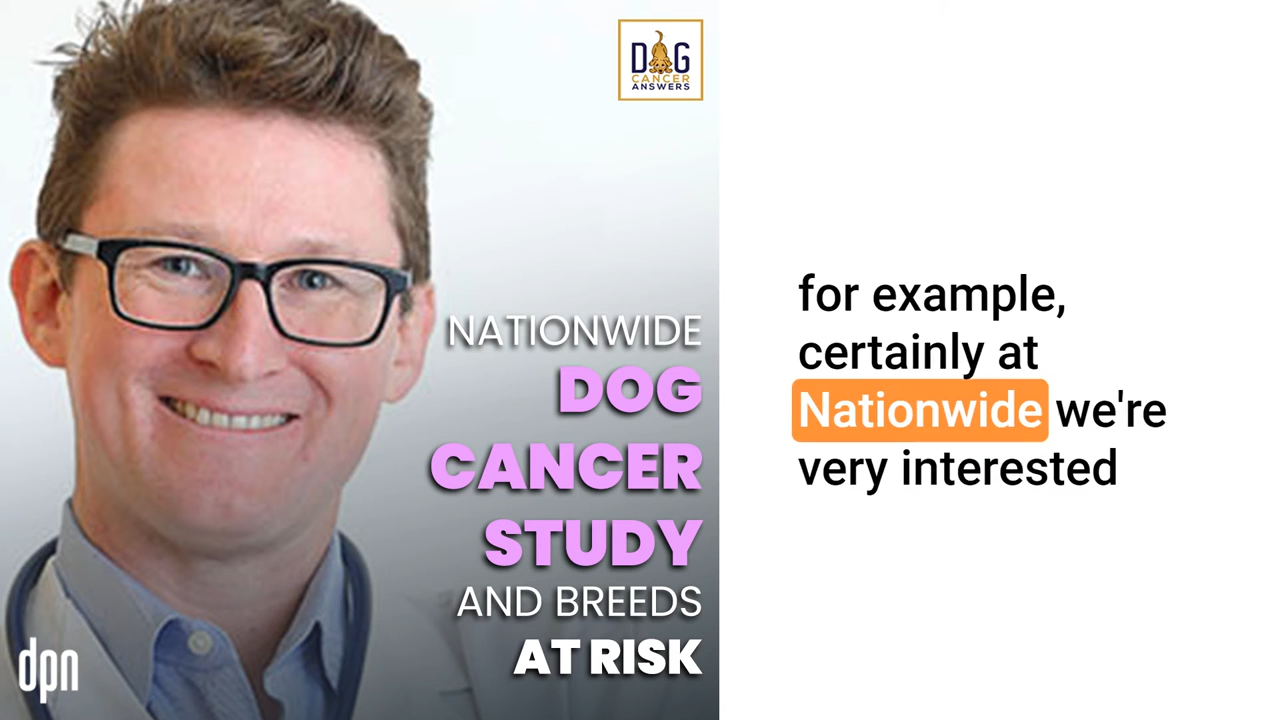 DOG
CANCER
ANSWERS
NATIONWIDE
DOG
CANCER
STUDY
AND BREEDS
AT RISK
dpn
for example,
certainly at
Nationwide we're
very interested